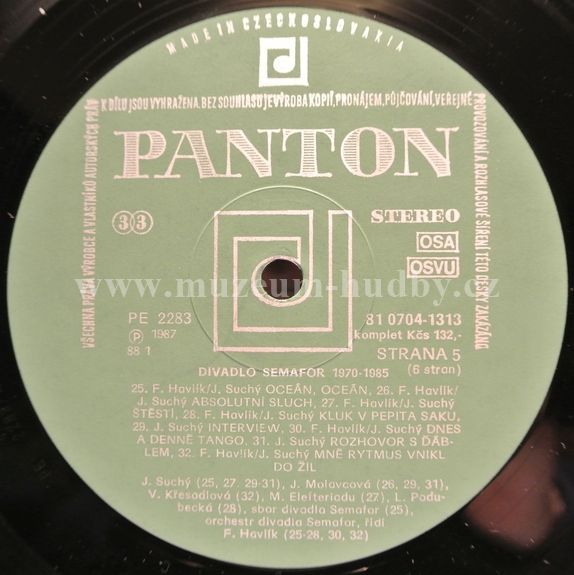 MADE IN CZECHOSLOVAKIA
VŠECHNA PRÁVA VÝROBCE A VLASTNÍKŮ AUTORSKÝCH PRÁV
K DÍLU JSOU VYHRAŽENA. BEZ SOUHLASU JE VÝROBA KOPIÍ, PRONÁJEM, PŮJČOVÁNÍ, VEŘEJNÉ
PROVOZOVÁNÍ A ROZHLASOVÉ ŠÍŘENÍ TÉTO DESKY ZAKÁZÁNO
PANTON
33
STEREO
OSA
OSVU
www.muzeum-hudby.cz
PE 2283
Ⓟ 1987
88 1
81 0704-1313
komplet Kčs 132,-
STRANA 5
(6 stran)
DIVADLO SEMAFOR 1970-1985
25. F. Havlík/J. Suchý OCEÁN, OCEÁN, 26. F. Havlík/
J. Suchý ABSOLUTNÍ SLUCH, 27. F. Havlík/J. Suchý
ŠTĚSTÍ, 28. F. Havlík/J. Suchý KLUK V PEPITA SAKU,
29. J. Suchý INTERVIEW, 30. F. Havlík/J. Suchý DNES
A DENNĚ TANGO, 31. J. Suchý ROZHOVOR S ĎÁB-
LEM, 32. F. Havlík/J. Suchý MNĚ RYTMUS VNIKL
DO ŽIL
J. Suchý (25, 27, 29-31), J. Molavcová (26, 29, 31),
V. Křesadlová (32), M. Elefteriadu (27), L. Podu-
becká (28), sbor divadla Semafor (25),
orchestr divadla Semafor, řídí
F. Havlík (25-28, 30, 32)